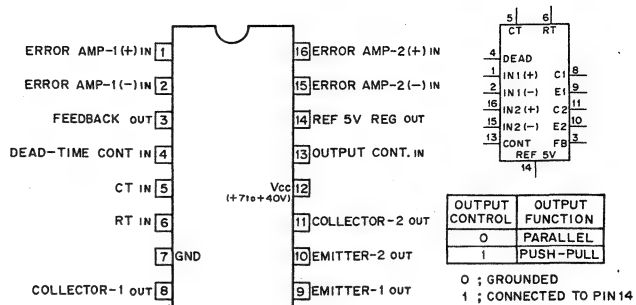 ERROR AMP-1(+) IN 1
ERROR AMP-1(-) IN 2
FEEDBACK OUT 3
DEAD-TIME CONT IN 4
CT IN 5
RT IN 6
7 GND
COLLECTOR-1 OUT 8
16 ERROR AMP-2(+) IN
15 ERROR AMP-2(-) IN
14 REF 5V REG OUT
13 OUTPUT CONT. IN
Vcc 12
(+7to+40V)
11 COLLECTOR-2 OUT
10 EMITTER-2 OUT
9 EMITTER-1 OUT
5 6
CT RT
4 DEAD
1 IN1(+) C1 8
2 IN1(-) E1 9
16 IN2(+) C2 11
15 IN2(-) E2 10
13 CONT FB 3
REF 5V
14
OUTPUT CONTROL OUTPUT FUNCTION
0 PARALLEL
1 PUSH-PULL
0 ; GROUNDED
1 ; CONNECTED TO PIN 14